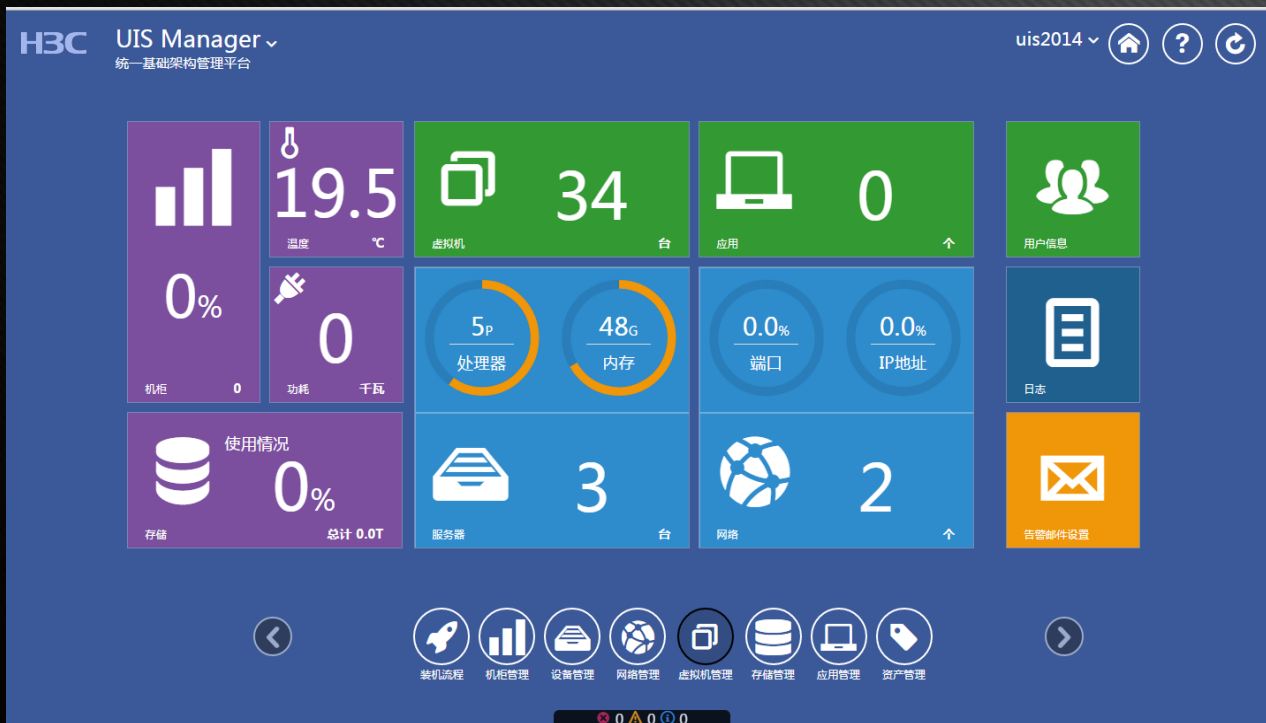 H3C
UIS Manager
统一基础架构管理平台
uis2014
?
0%
机柜 0
19.5
温度 ℃
0
功耗 千瓦
34
虚拟机 台
0
应用 个
用户信息
5P
处理器
48G
内存
0.0%
端口
0.0%
IP地址
日志
使用情况
0%
存储 总计 0.0T
3
服务器 台
2
网络 个
告警邮件设置
装机流程 机柜管理 设备管理 网络管理 虚拟机管理 存储管理 应用管理 资产管理
0 0 0